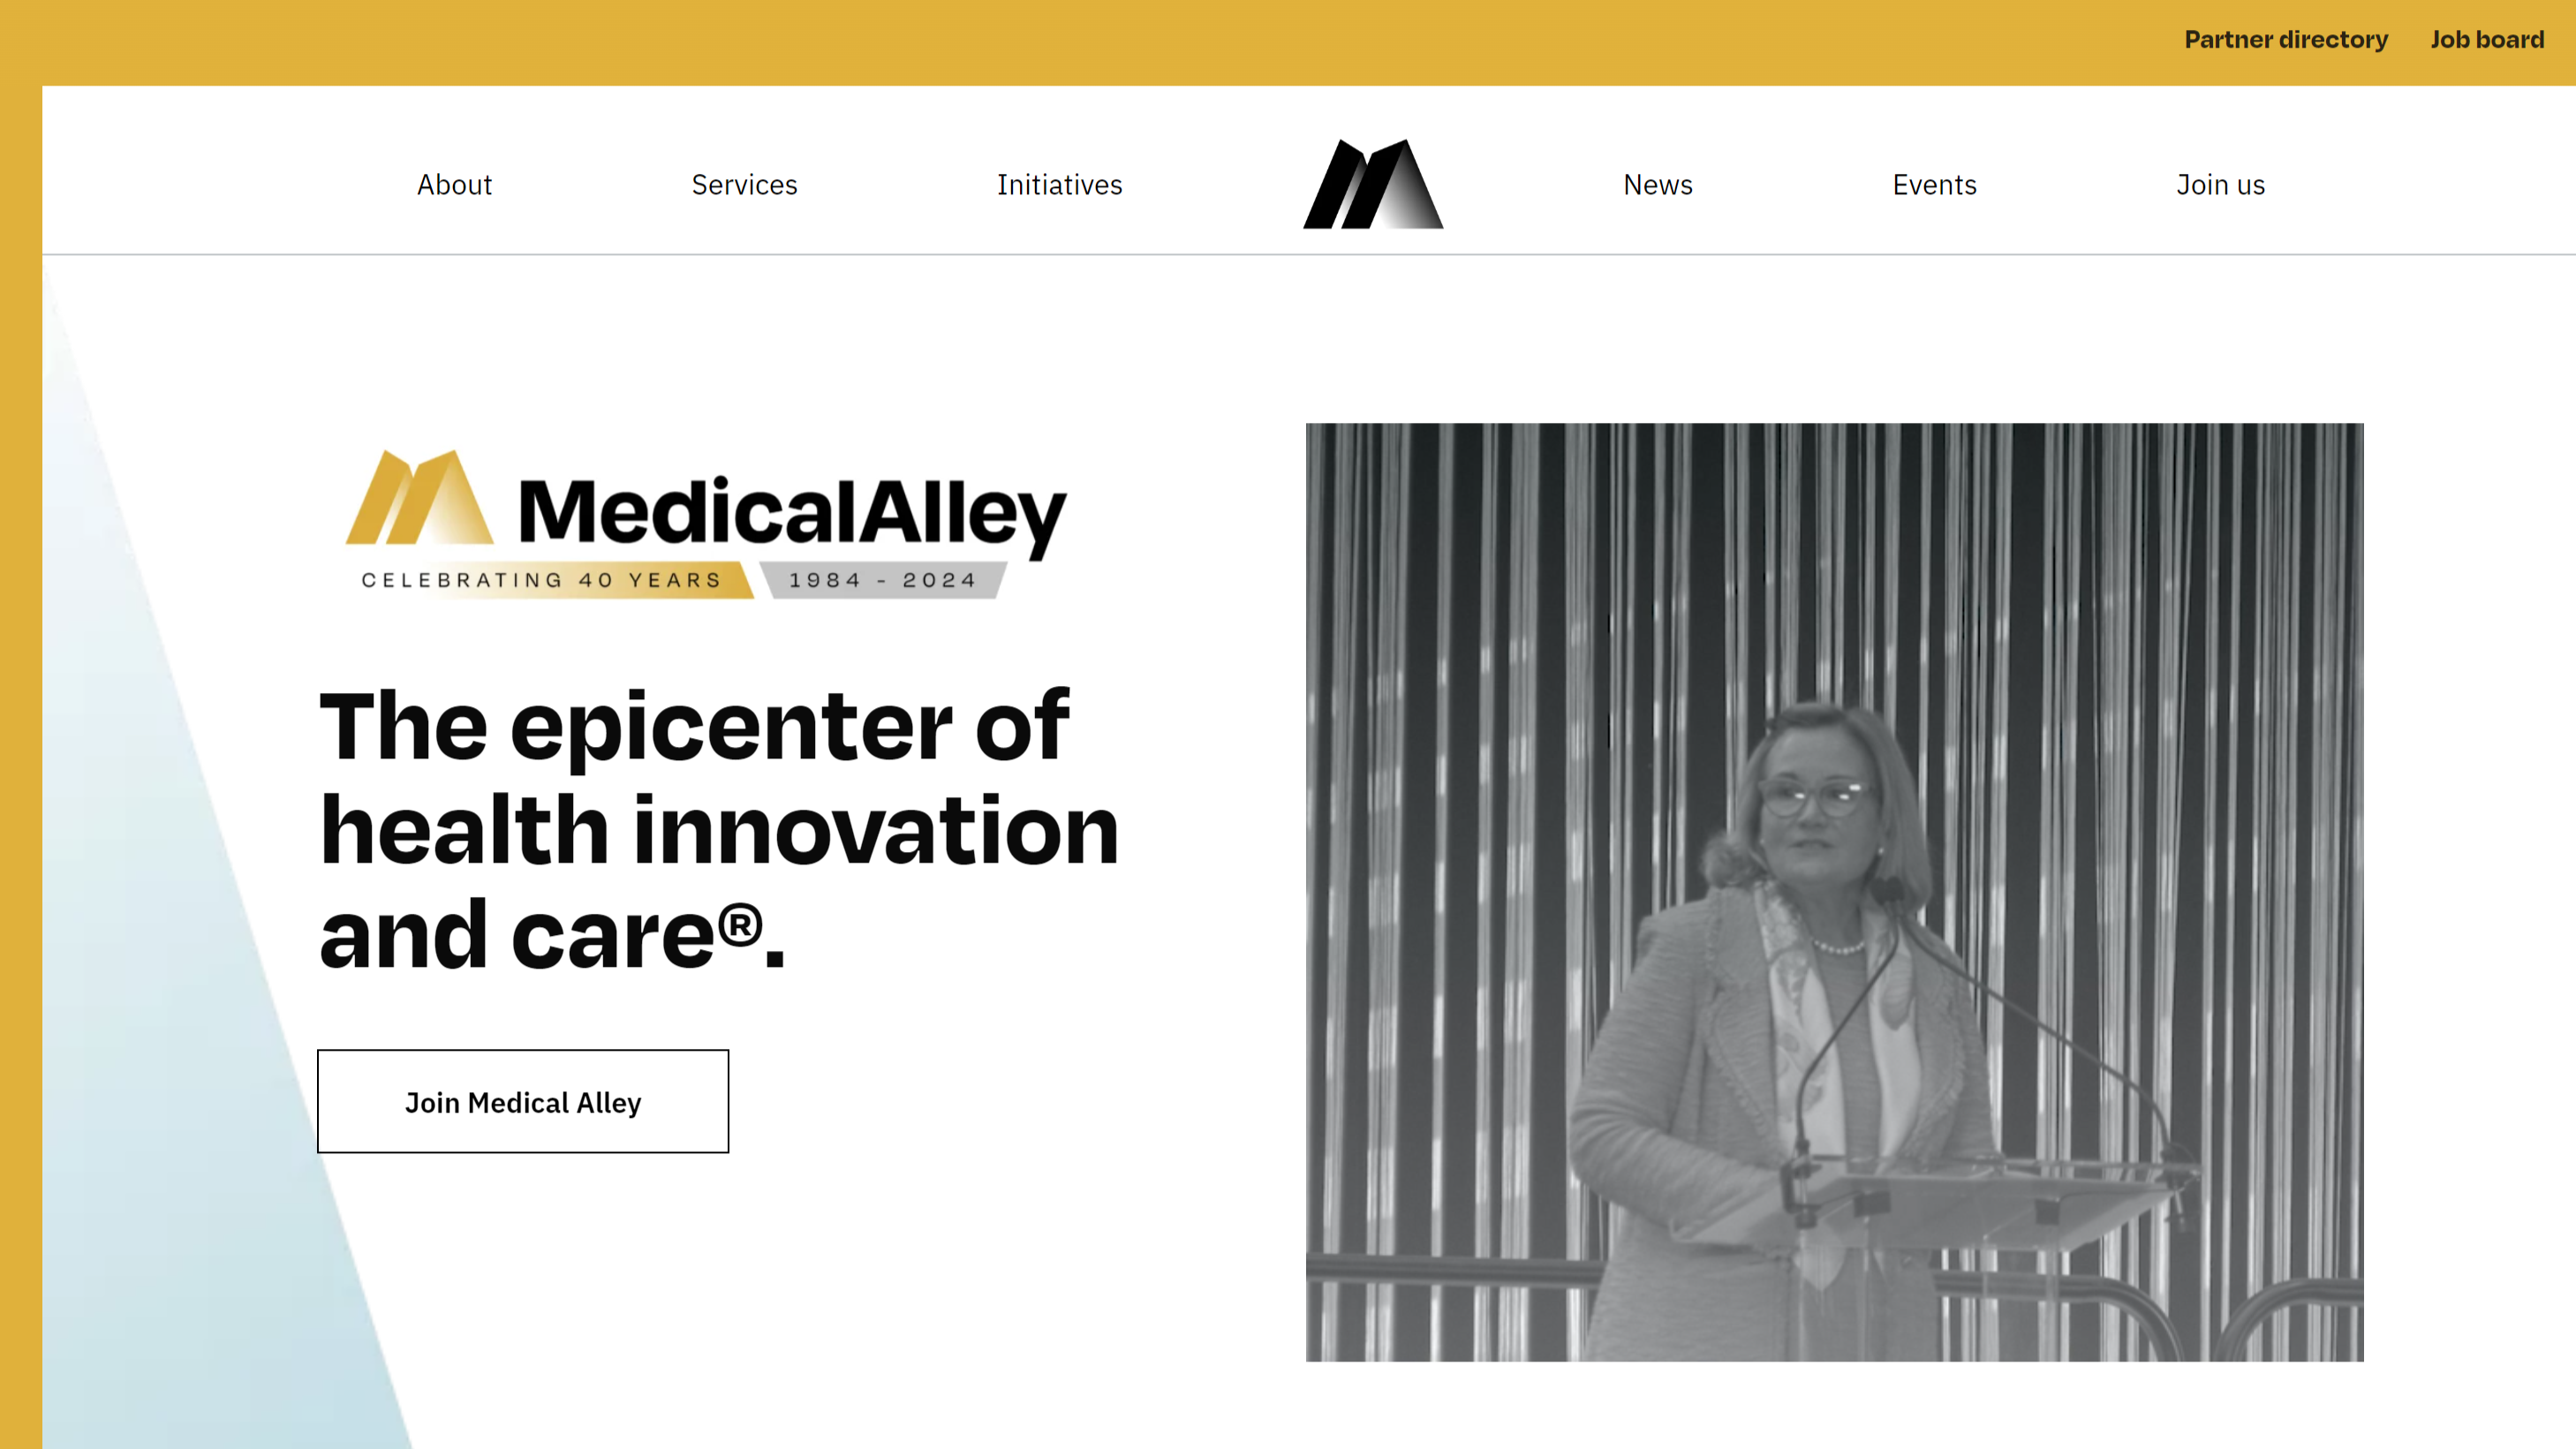 Partner directory Job board
About Services Initiatives News Events Join us
MedicalAlley
CELEBRATING 40 YEARS 1984 - 2024
The epicenter of
health innovation
and care®.
Join Medical Alley